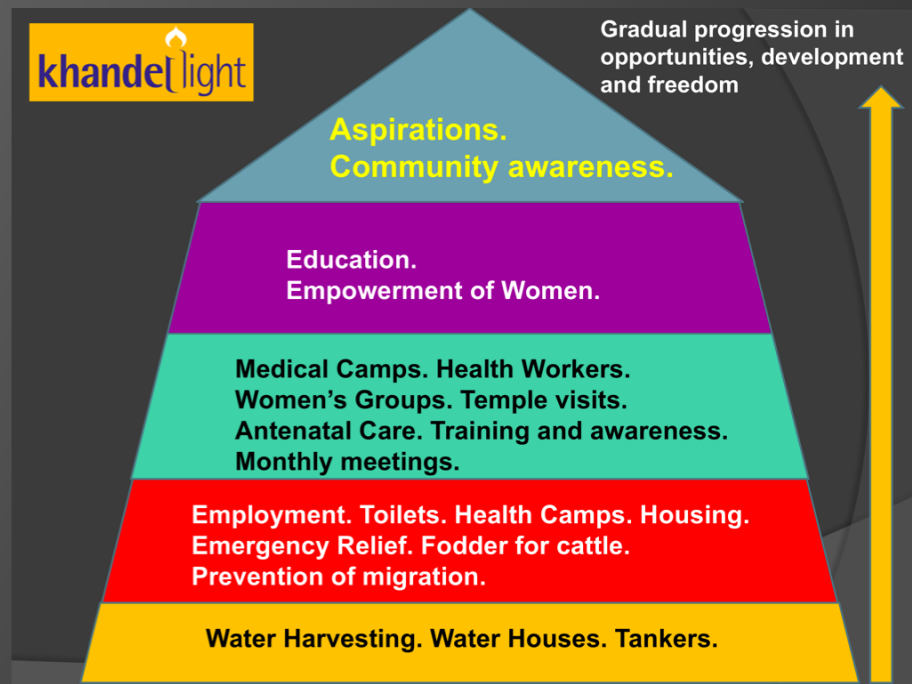 khandel light
Gradual progression in
opportunities, development
and freedom
Aspirations.
Community awareness.
Education.
Empowerment of Women.
Medical Camps. Health Workers.
Women’s Groups. Temple visits.
Antenatal Care. Training and awareness.
Monthly meetings.
Employment. Toilets. Health Camps. Housing.
Emergency Relief. Fodder for cattle.
Prevention of migration.
Water Harvesting. Water Houses. Tankers.